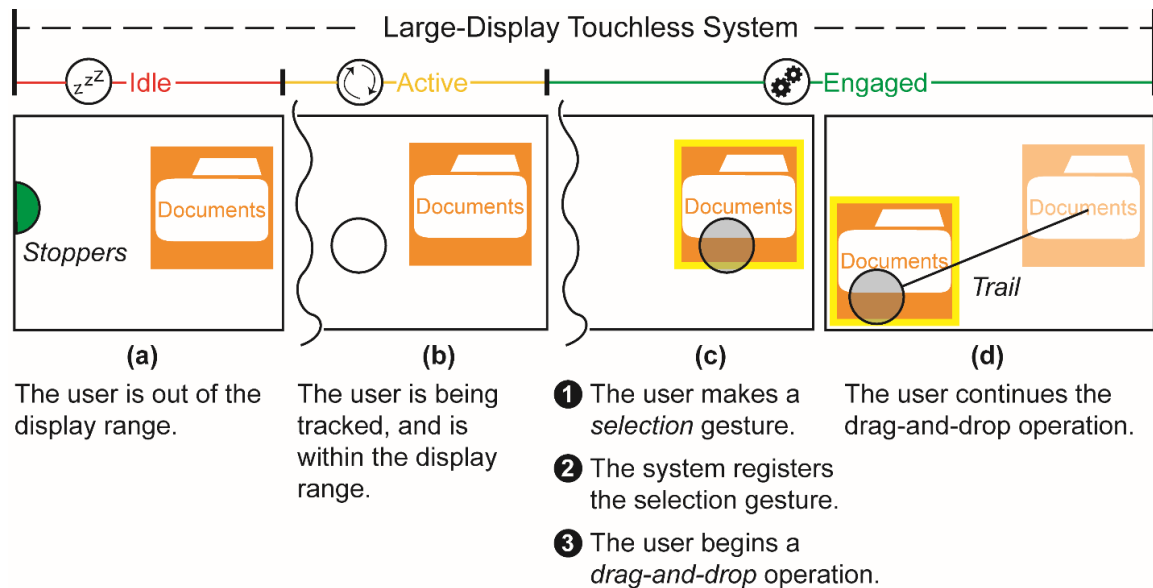 Large-Display Touchless System
zzz Idle
Active
Engaged
Documents
Stoppers
Documents
Documents
Documents
Documents
Trail
(a)
(b)
(c)
(d)
The user is out of the
display range.
The user is being
tracked, and is
within the display
range.
1 The user makes a
selection gesture.
2 The system registers
the selection gesture.
3 The user begins a
drag-and-drop operation.
The user continues the
drag-and-drop operation.